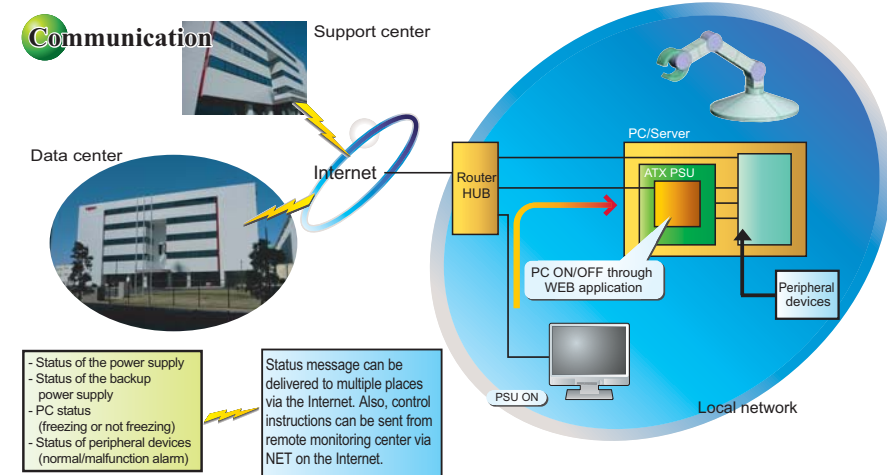 Communication
Support center
Data center
Internet
Router
HUB
PC/Server
ATX PSU
PC ON/OFF through
WEB application
Peripheral
devices
PSU ON
Local network
- Status of the power supply
- Status of the backup
power supply
- PC status
(freezing or not freezing)
- Status of peripheral devices
(normal/malfunction alarm)
Status message can be
delivered to multiple places
via the Internet. Also, control
instructions can be sent from
remote monitoring center via
NET on the Internet.